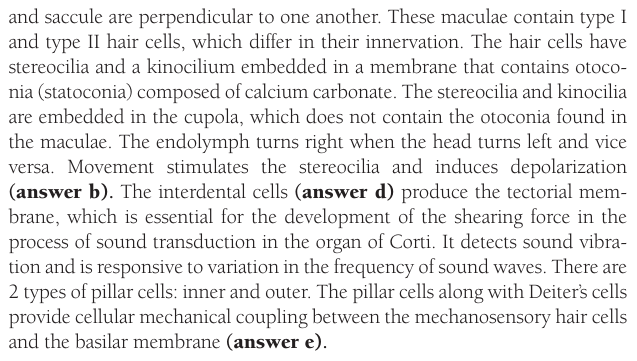 and saccule are perpendicular to one another. These maculae contain type I
and type II hair cells, which differ in their innervation. The hair cells have
stereocilia and a kinocilium embedded in a membrane that contains otoco-
nia (statoconia) composed of calcium carbonate. The stereocilia and kinocilia
are embedded in the cupola, which does not contain the otoconia found in
the maculae. The endolymph turns right when the head turns left and vice
versa. Movement stimulates the stereocilia and induces depolarization
(answer b). The interdental cells (answer d) produce the tectorial mem-
brane, which is essential for the development of the shearing force in the
process of sound transduction in the organ of Corti. It detects sound vibra-
tion and is responsive to variation in the frequency of sound waves. There are
2 types of pillar cells: inner and outer. The pillar cells along with Deiter's cells
provide cellular mechanical coupling between the mechanosensory hair cells
and the basilar membrane (answer e).